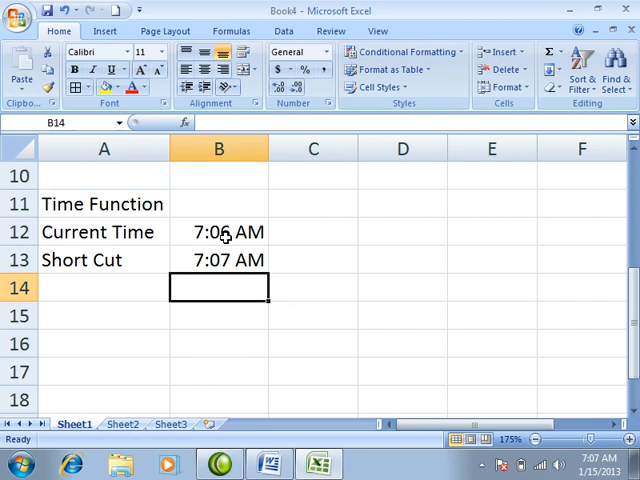 Book4 - Microsoft Excel
Home Insert Page Layout Formulas Data Review View
Calibri 11 General Conditional Formatting Insert Σ
Paste B I U A A $ % , Format as Table Delete Sort & Filter Find & Select
Cell Styles Format
Clipboa... Font Alignment Number Styles Cells Editing
B14 fx
A B C D E F
10
11 Time Function
12 Current Time 7:06 AM
13 Short Cut 7:07 AM
14
15
16
17
18
Sheet1 Sheet2 Sheet3
Ready 175%
7:07 AM
1/15/2013